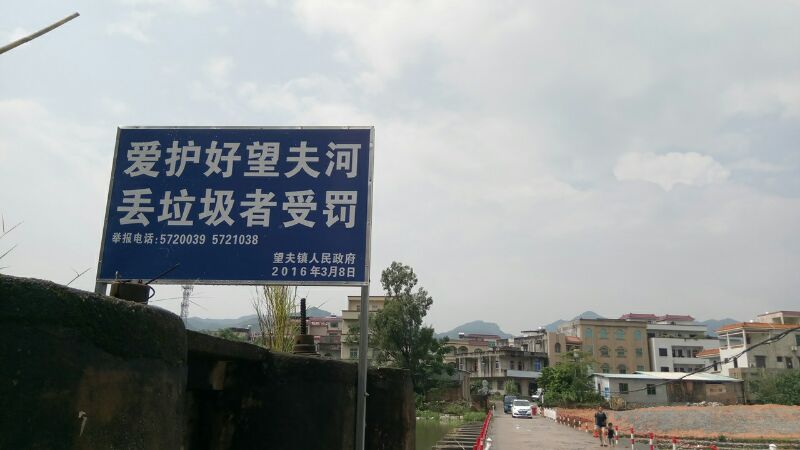 爱护好望夫河
丢垃圾者受罚
举报电话:5720039 5721038
望夫镇人民政府
2016年3月8日